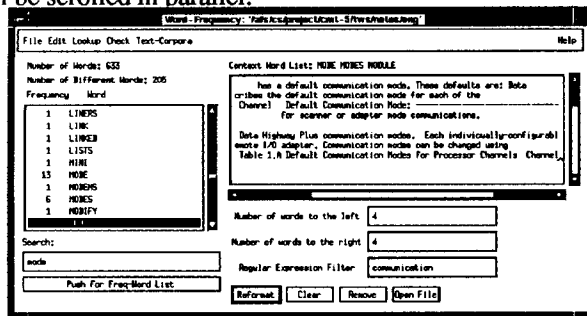 be scrolled in parallel.
Word - Frequency: '/afs/cs/project/cmt-5/tws/notes/eng'
File Edit Lookup Check Text-Corpora Help
Number of Words: 633
Number of Different Words: 205
Frequency Word
1 LINERS
1 LINK
1 LINKED
1 LISTS
1 MINI
13 MODE
1 MODEMS
6 MODES
1 MODIFY
Search:
mode
Push For Freq-Word List
Context Word List: MODE MODES MODULE
has a default communication mode. These defaults are: Data
cribes the default communication mode for each of the
Channel Default Communication Mode:
for scanner or adapter mode communications.
Data Highway Plus communication modes. Each individually-configurabl
emote I/O adapter. Communication modes can be changed using
Table 1.A Default Communication Modes For Processor Channels Channel
Number of words to the left 4
Number of words to the right 4
Regular Expression Filter communication
Reformat Clear Remove Open File